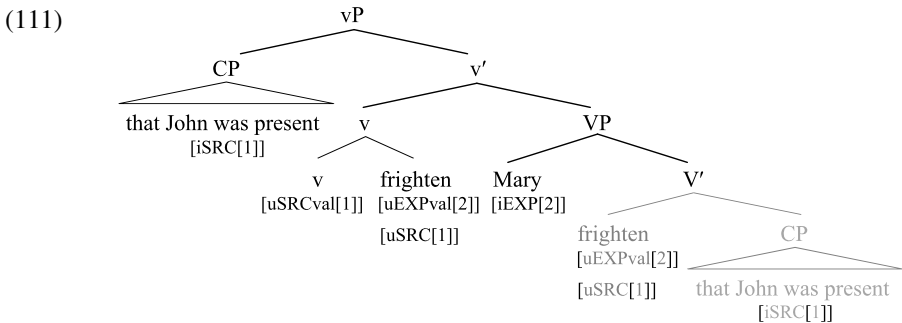 (111)
vP
CP v′
that John was present v VP
[iSRC[1]]
v frighten Mary V′
[uSRCval[1]] [uEXPval[2]] [iEXP[2]]
[uSRC[1]]
frighten CP
[uEXPval[2]]
[uSRC[1]] that John was present
[iSRC[1]]